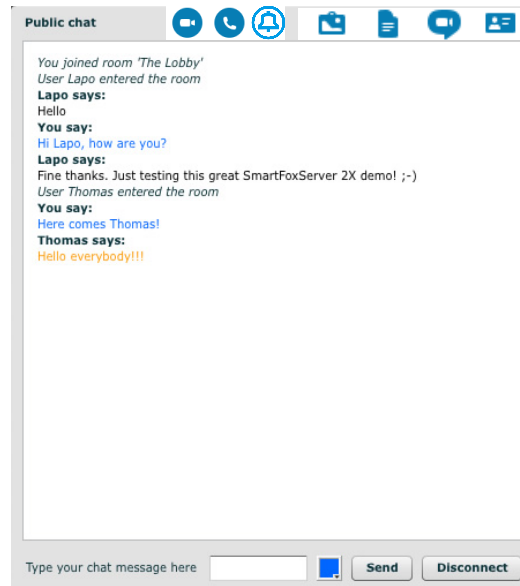 Public chat
You joined room 'The Lobby'
User Lapo entered the room
Lapo says:
Hello
You say:
Hi Lapo, how are you?
Lapo says:
Fine thanks. Just testing this great SmartFoxServer 2X demo! ;-)
User Thomas entered the room
You say:
Here comes Thomas!
Thomas says:
Hello everybody!!!
Type your chat message here
Send
Disconnect